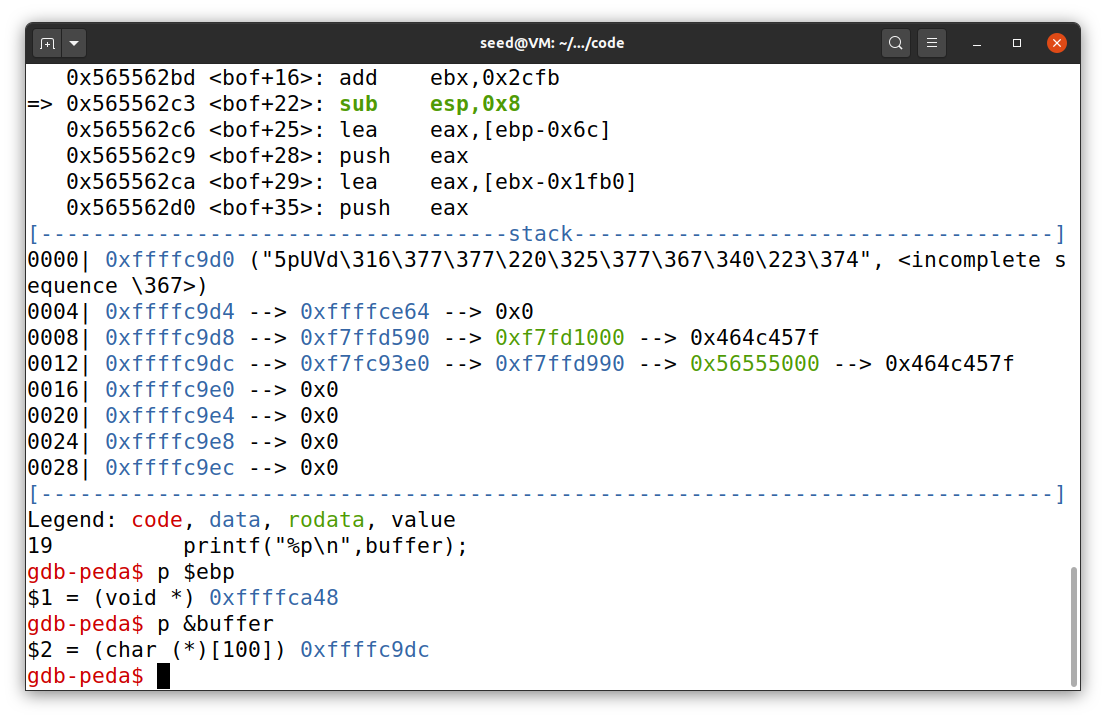 seed@VM: ~/.../code
   0x565562bd <bof+16>: add    ebx,0x2cfb
=> 0x565562c3 <bof+22>: sub    esp,0x8
   0x565562c6 <bof+25>: lea    eax,[ebp-0x6c]
   0x565562c9 <bof+28>: push   eax
   0x565562ca <bof+29>: lea    eax,[ebx-0x1fb0]
   0x565562d0 <bof+35>: push   eax
[------------------------------------stack-------------------------------------]
0000| 0xffffc9d0 ("5pUVd\316\377\377\220\325\377\367\340\223\374", <incomplete s
equence \367>)
0004| 0xffffc9d4 --> 0xffffce64 --> 0x0
0008| 0xffffc9d8 --> 0xf7ffd590 --> 0xf7fd1000 --> 0x464c457f
0012| 0xffffc9dc --> 0xf7fc93e0 --> 0xf7ffd990 --> 0x56555000 --> 0x464c457f
0016| 0xffffc9e0 --> 0x0
0020| 0xffffc9e4 --> 0x0
0024| 0xffffc9e8 --> 0x0
0028| 0xffffc9ec --> 0x0
[------------------------------------------------------------------------------]
Legend: code, data, rodata, value
19          printf("%p\n",buffer);
gdb-peda$ p $ebp
$1 = (void *) 0xffffca48
gdb-peda$ p &buffer
$2 = (char (*)[100]) 0xffffc9dc
gdb-peda$